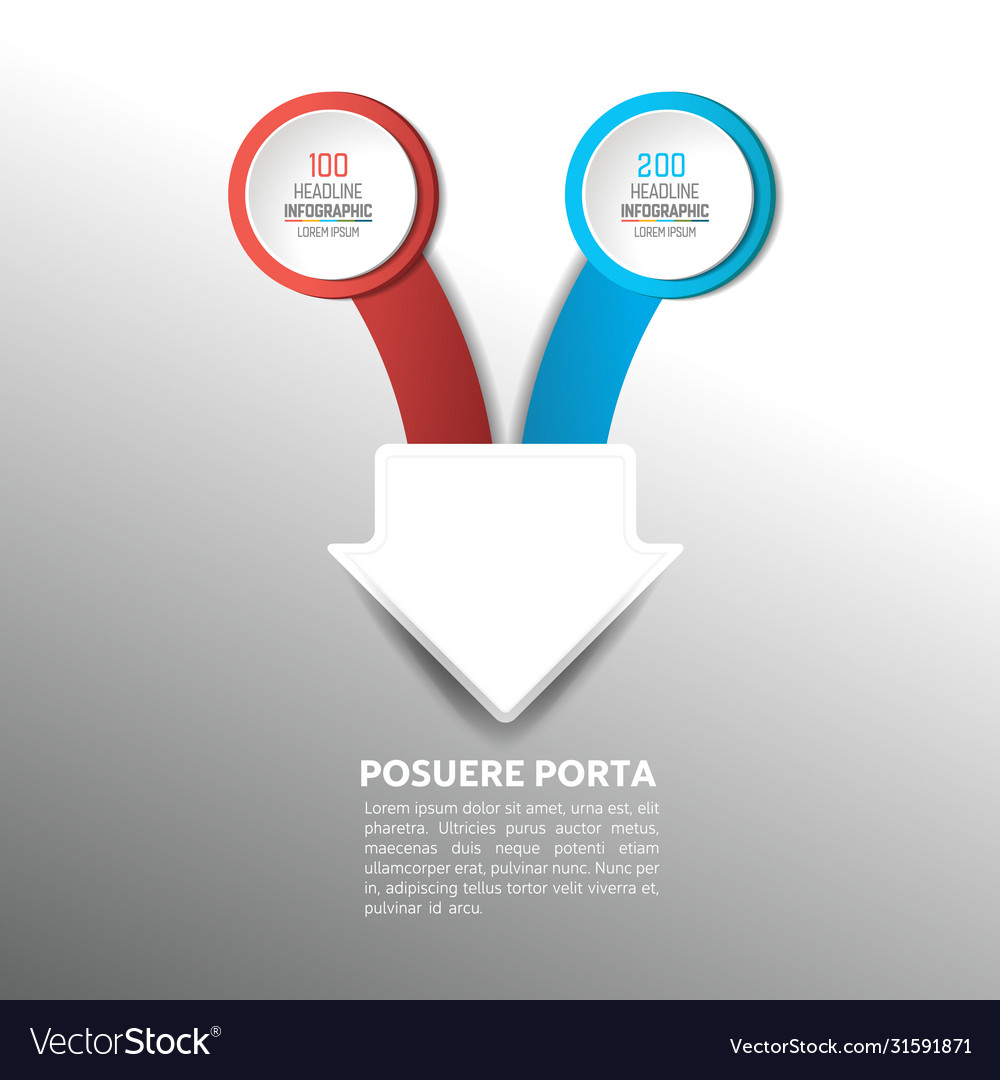 100
HEADLINE
INFOGRAPHIC
LOREM IPSUM
200
HEADLINE
INFOGRAPHIC
LOREM IPSUM
POSUERE PORTA
Lorem ipsum dolor sit amet, urna est, elit
pharetra. Ultricies purus auctor metus,
maecenas duis neque potenti etiam
ullamcorper erat, pulvinar nunc. Nunc per
in, adipiscing tellus tortor velit viverra et,
pulvinar id arcu.
VectorStock®
VectorStock.com/31591871